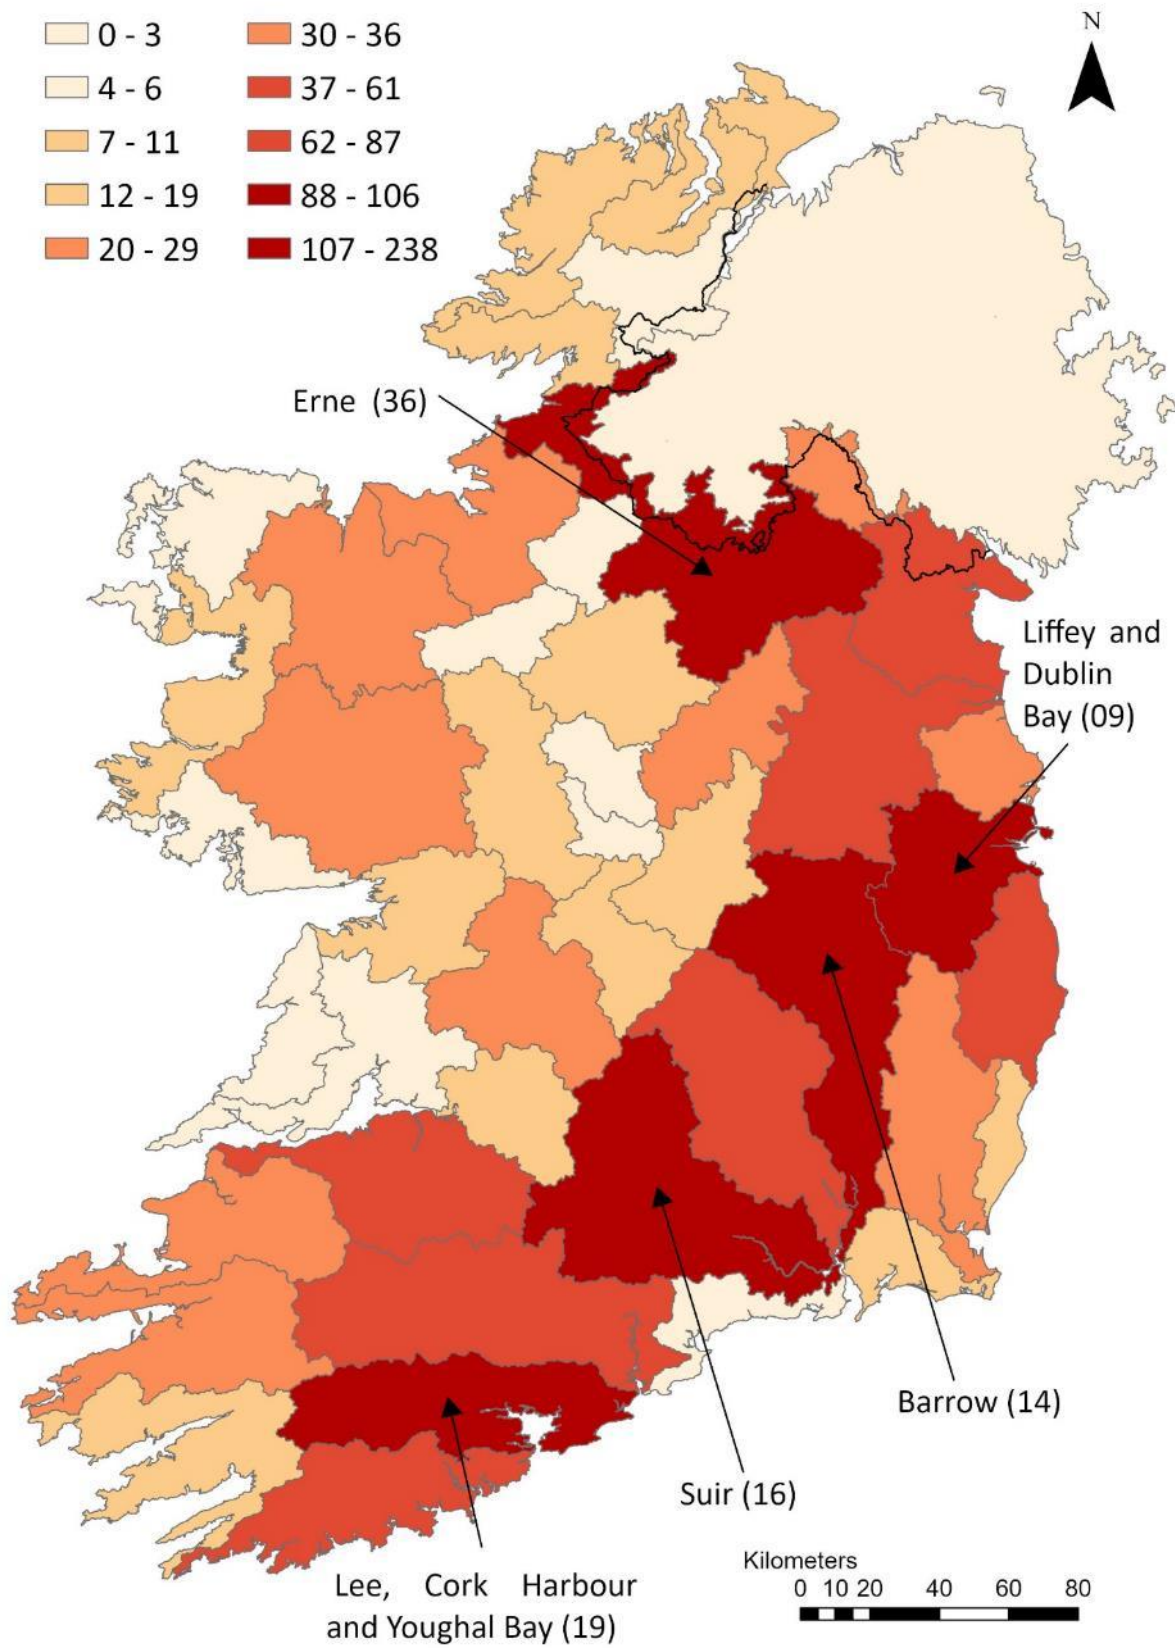 0 - 3
4 - 6
7 - 11
12 - 19
20 - 29
30 - 36
37 - 61
62 - 87
88 - 106
107 - 238
N
Erne (36)
Liffey and
Dublin
Bay (09)
Barrow (14)
Suir (16)
Lee, Cork Harbour
and Youghal Bay (19)
Kilometers
0 10 20 40 60 80